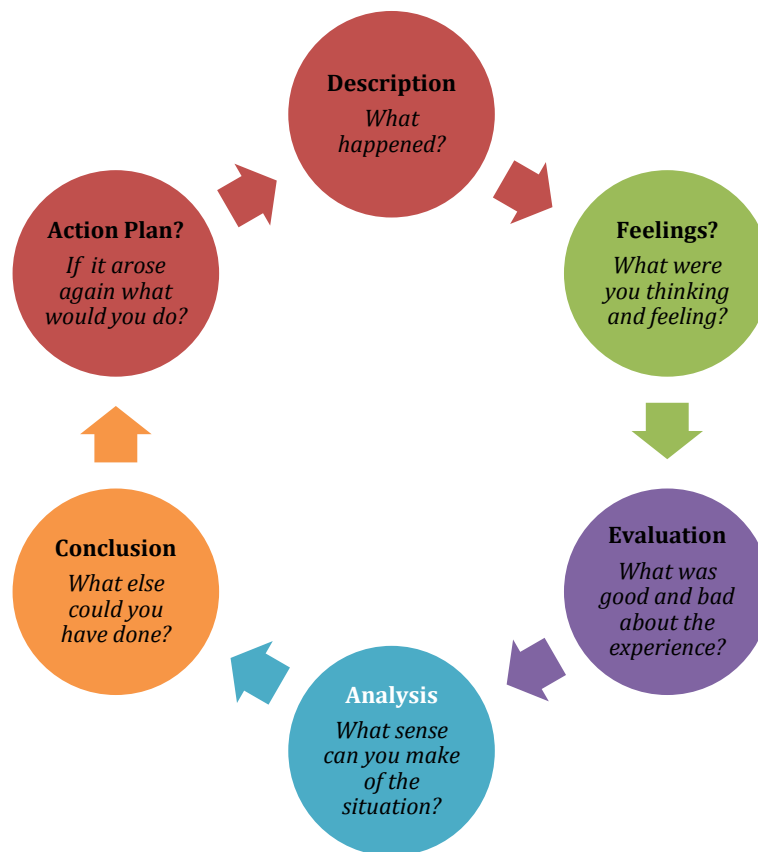 Description
What
happened?
Feelings?
What were
you thinking
and feeling?
Evaluation
What was
good and bad
about the
experience?
Analysis
What sense
can you make
of the
situation?
Conclusion
What else
could you
have done?
Action Plan?
If  it arose
again what
would you do?